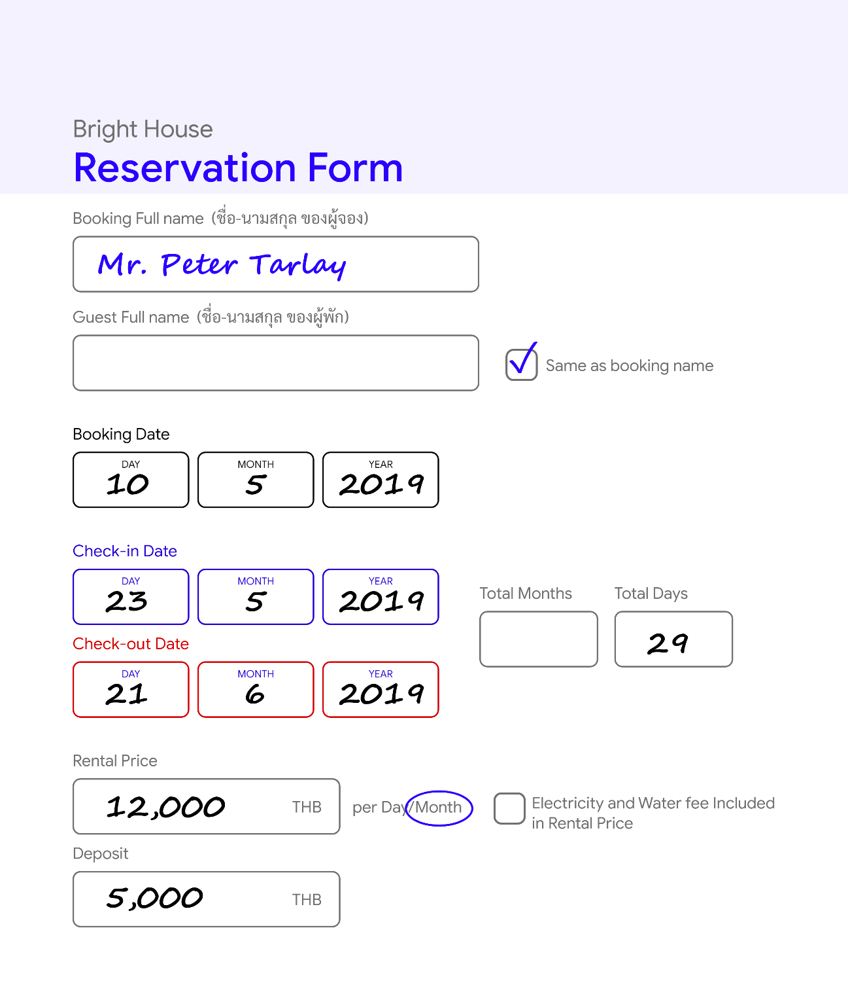 Bright House
Reservation Form
Booking Full name (ชื่อ-นามสกุล ของผู้จอง)
Mr. Peter Tarlay
Guest Full name (ชื่อ-นามสกุล ของผู้พัก)
Same as booking name
Booking Date
DAY MONTH YEAR
10 5 2019
Check-in Date
DAY MONTH YEAR
23 5 2019
Total Months Total Days
29
Check-out Date
DAY MONTH YEAR
21 6 2019
Rental Price
12,000 THB per Day/Month
Electricity and Water fee Included
in Rental Price
Deposit
5,000 THB